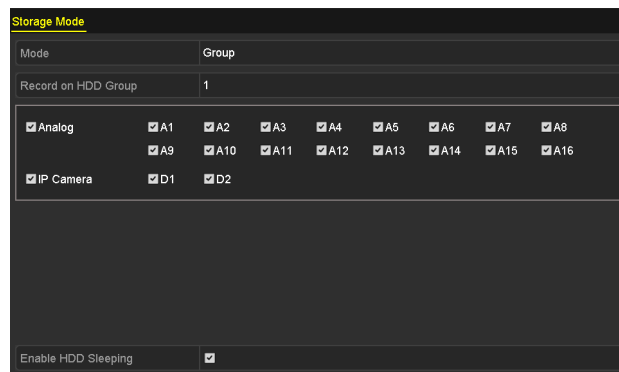 Storage Mode
Mode Group
Record on HDD Group 1
Analog A1 A2 A3 A4 A5 A6 A7 A8
A9 A10 A11 A12 A13 A14 A15 A16
IP Camera D1 D2
Enable HDD Sleeping